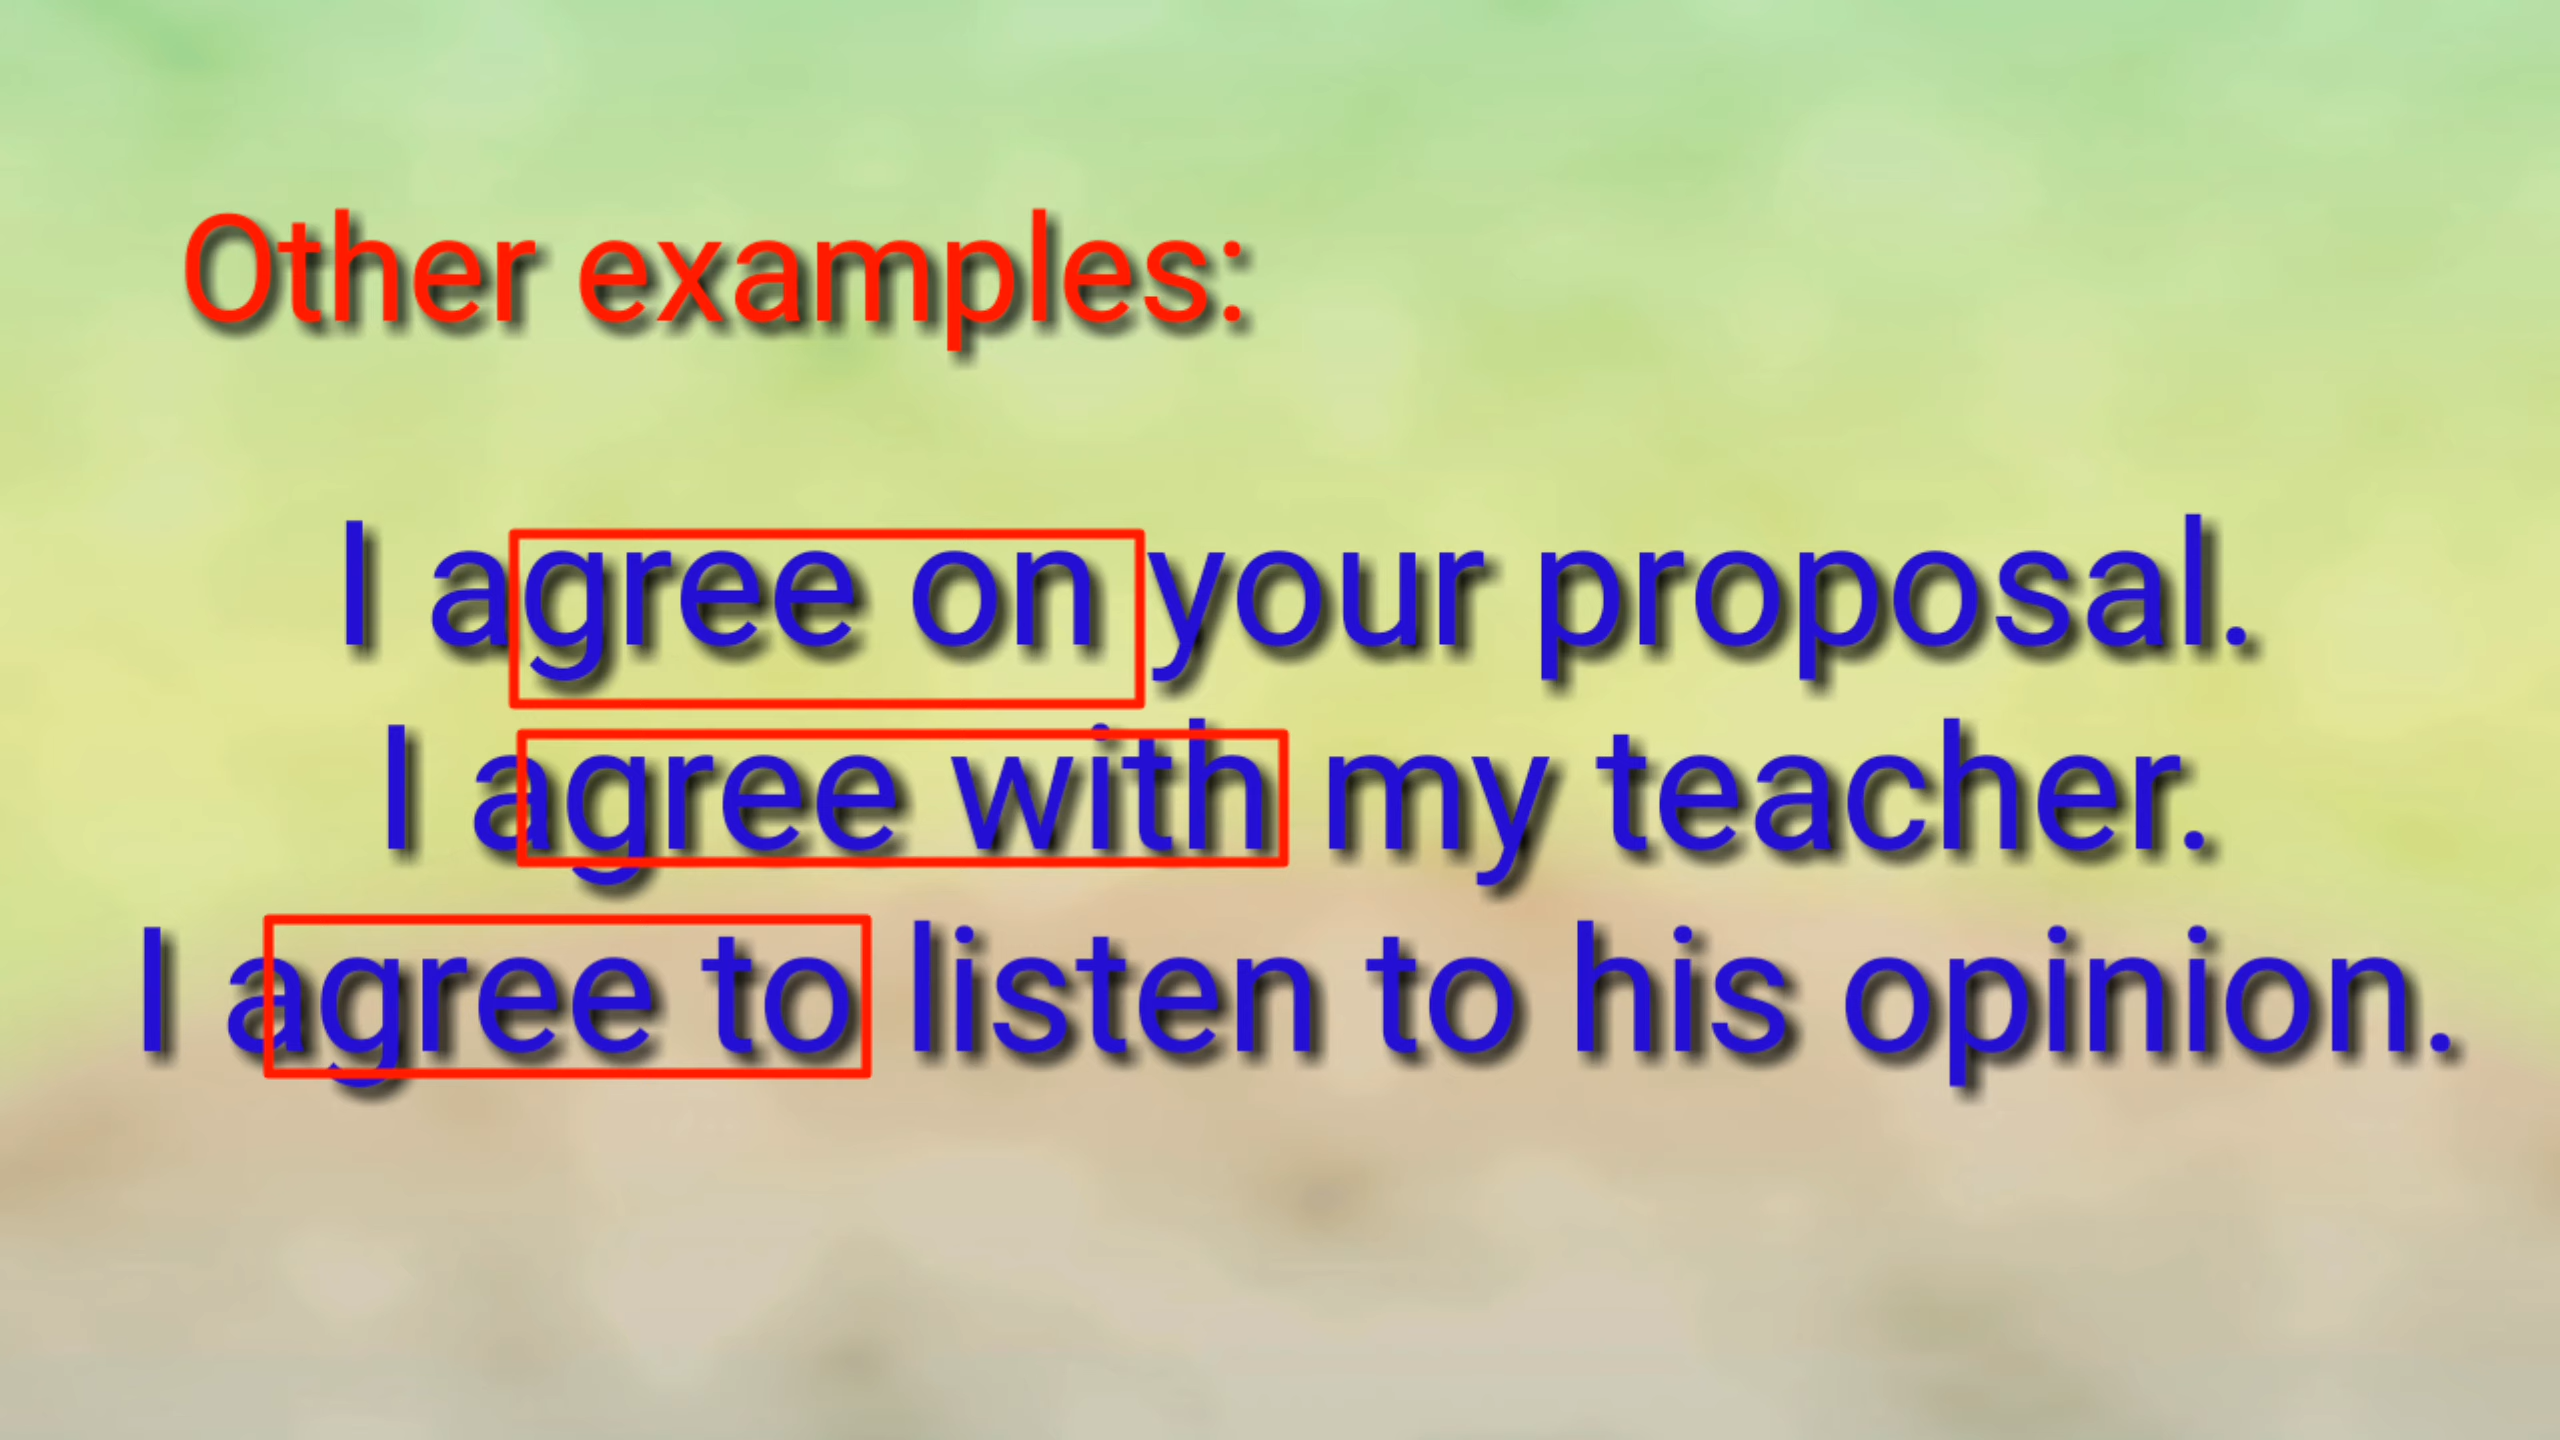 Other examples:
I agree on your proposal.
I agree with my teacher.
I agree to listen to his opinion.